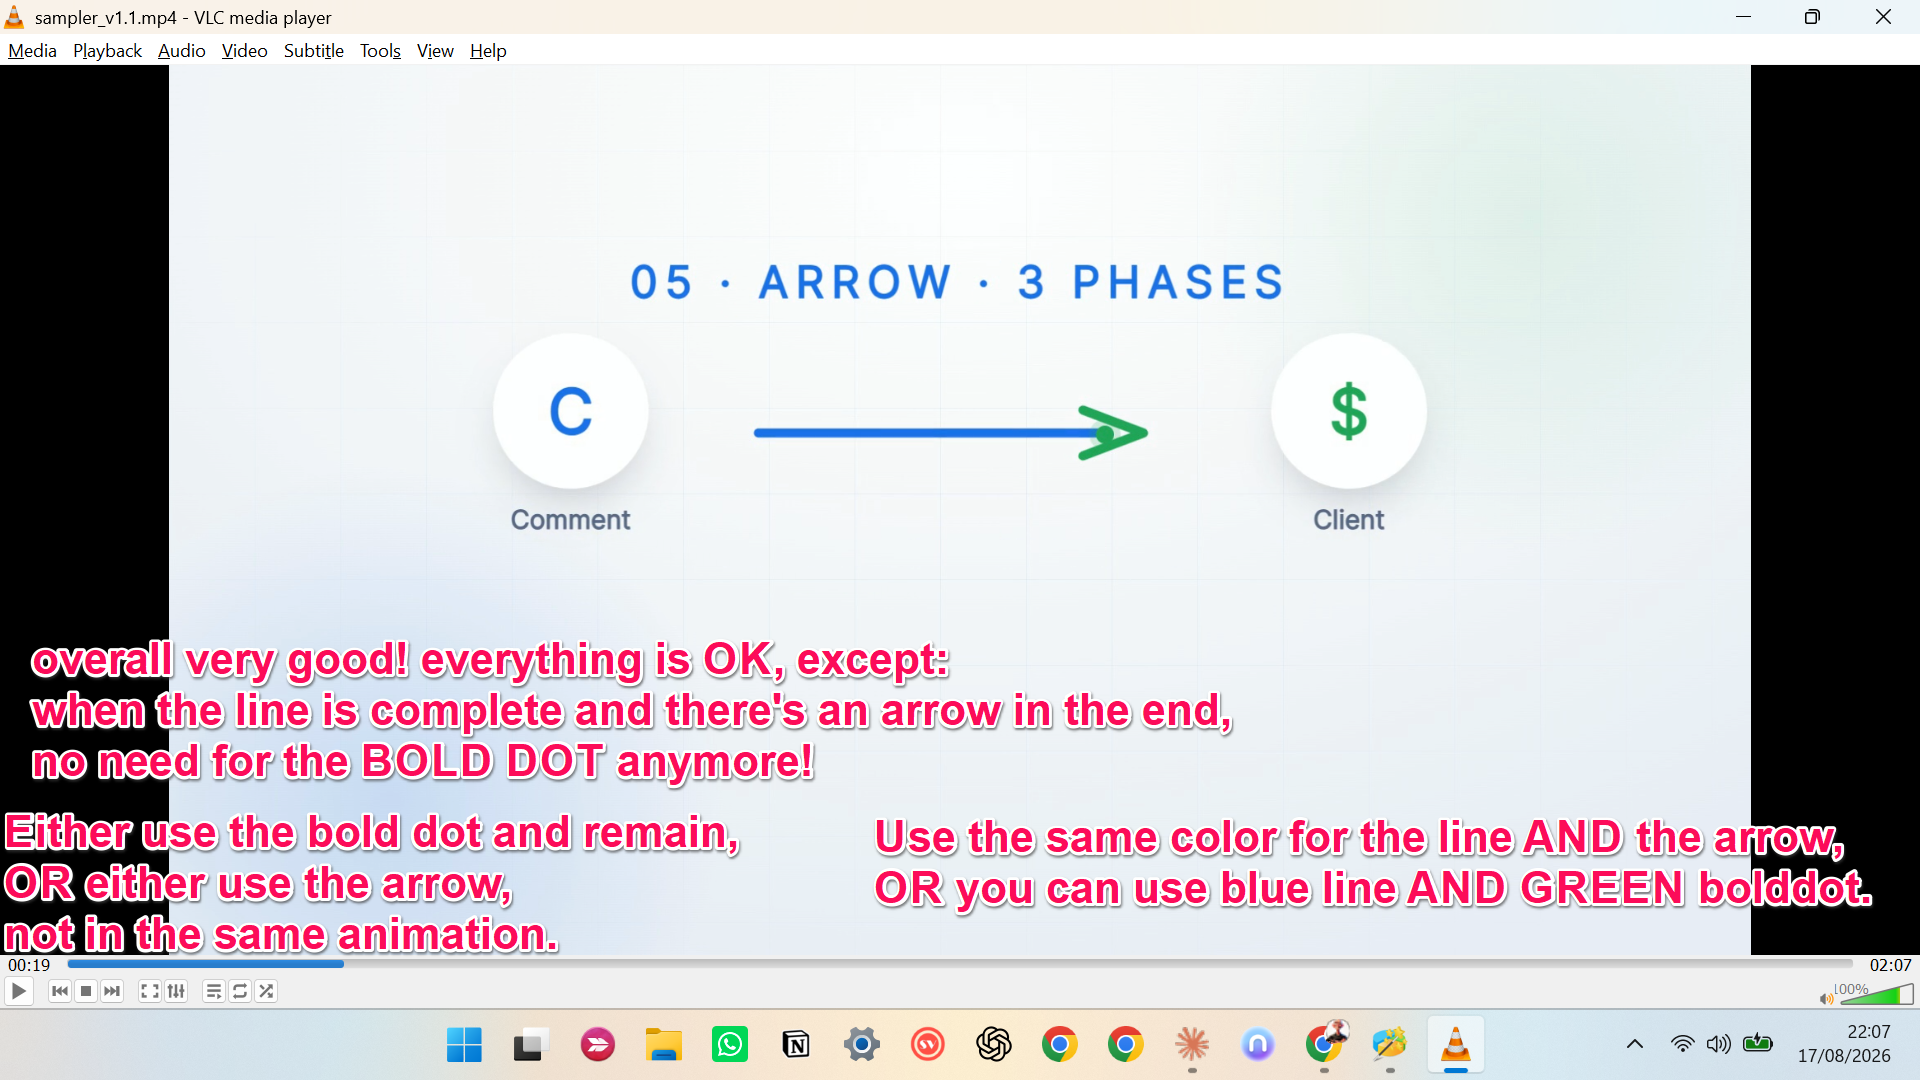 sampler_v1.1.mp4 - VLC media player
Media Playback Audio Video Subtitle Tools View Help
05 · ARROW · 3 PHASES
C
$
Comment
Client
overall very good! everything is OK, except:
when the line is complete and there's an arrow in the end,
no need for the BOLD DOT anymore!
Either use the bold dot and remain,
OR either use the arrow,
not in the same animation.
Use the same color for the line AND the arrow,
OR you can use blue line AND GREEN bolddot.
00:19
02:07
100%
22:07
17/08/2026